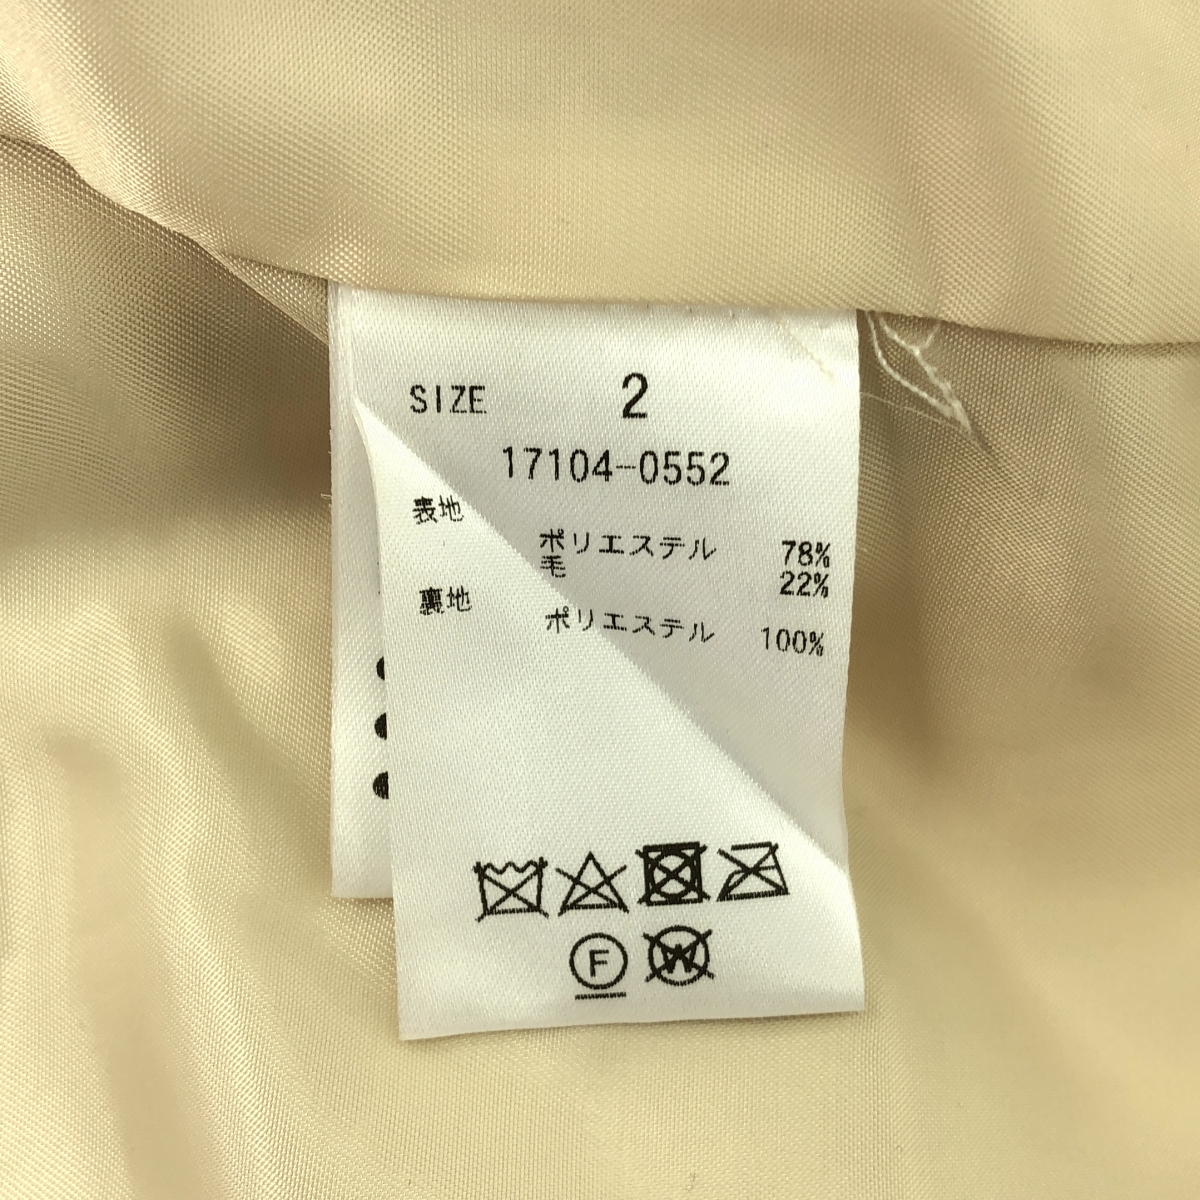 SIZE 2
17104-0552
表地
ポリエステル 78%
毛 22%
裏地
ポリエステル 100%
F W